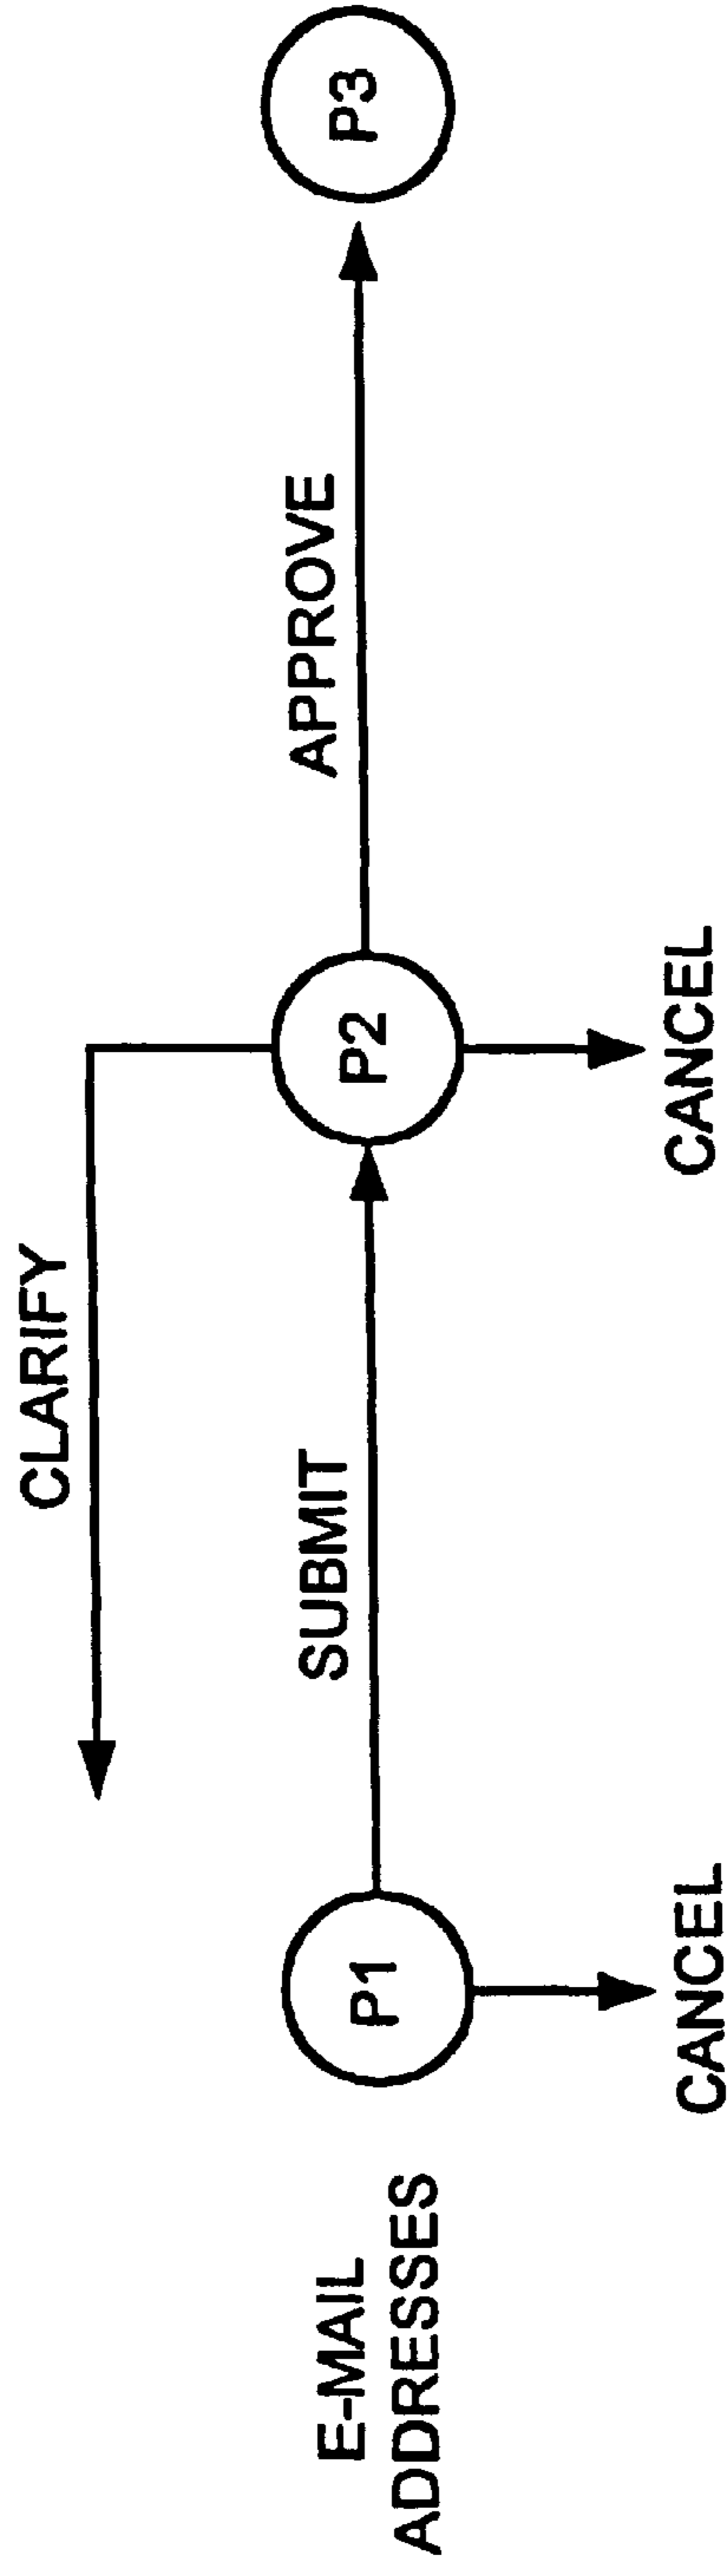 CLARIFY
E-MAIL
ADDRESSES
P1
SUBMIT
P2
APPROVE
P3
CANCEL
CANCEL